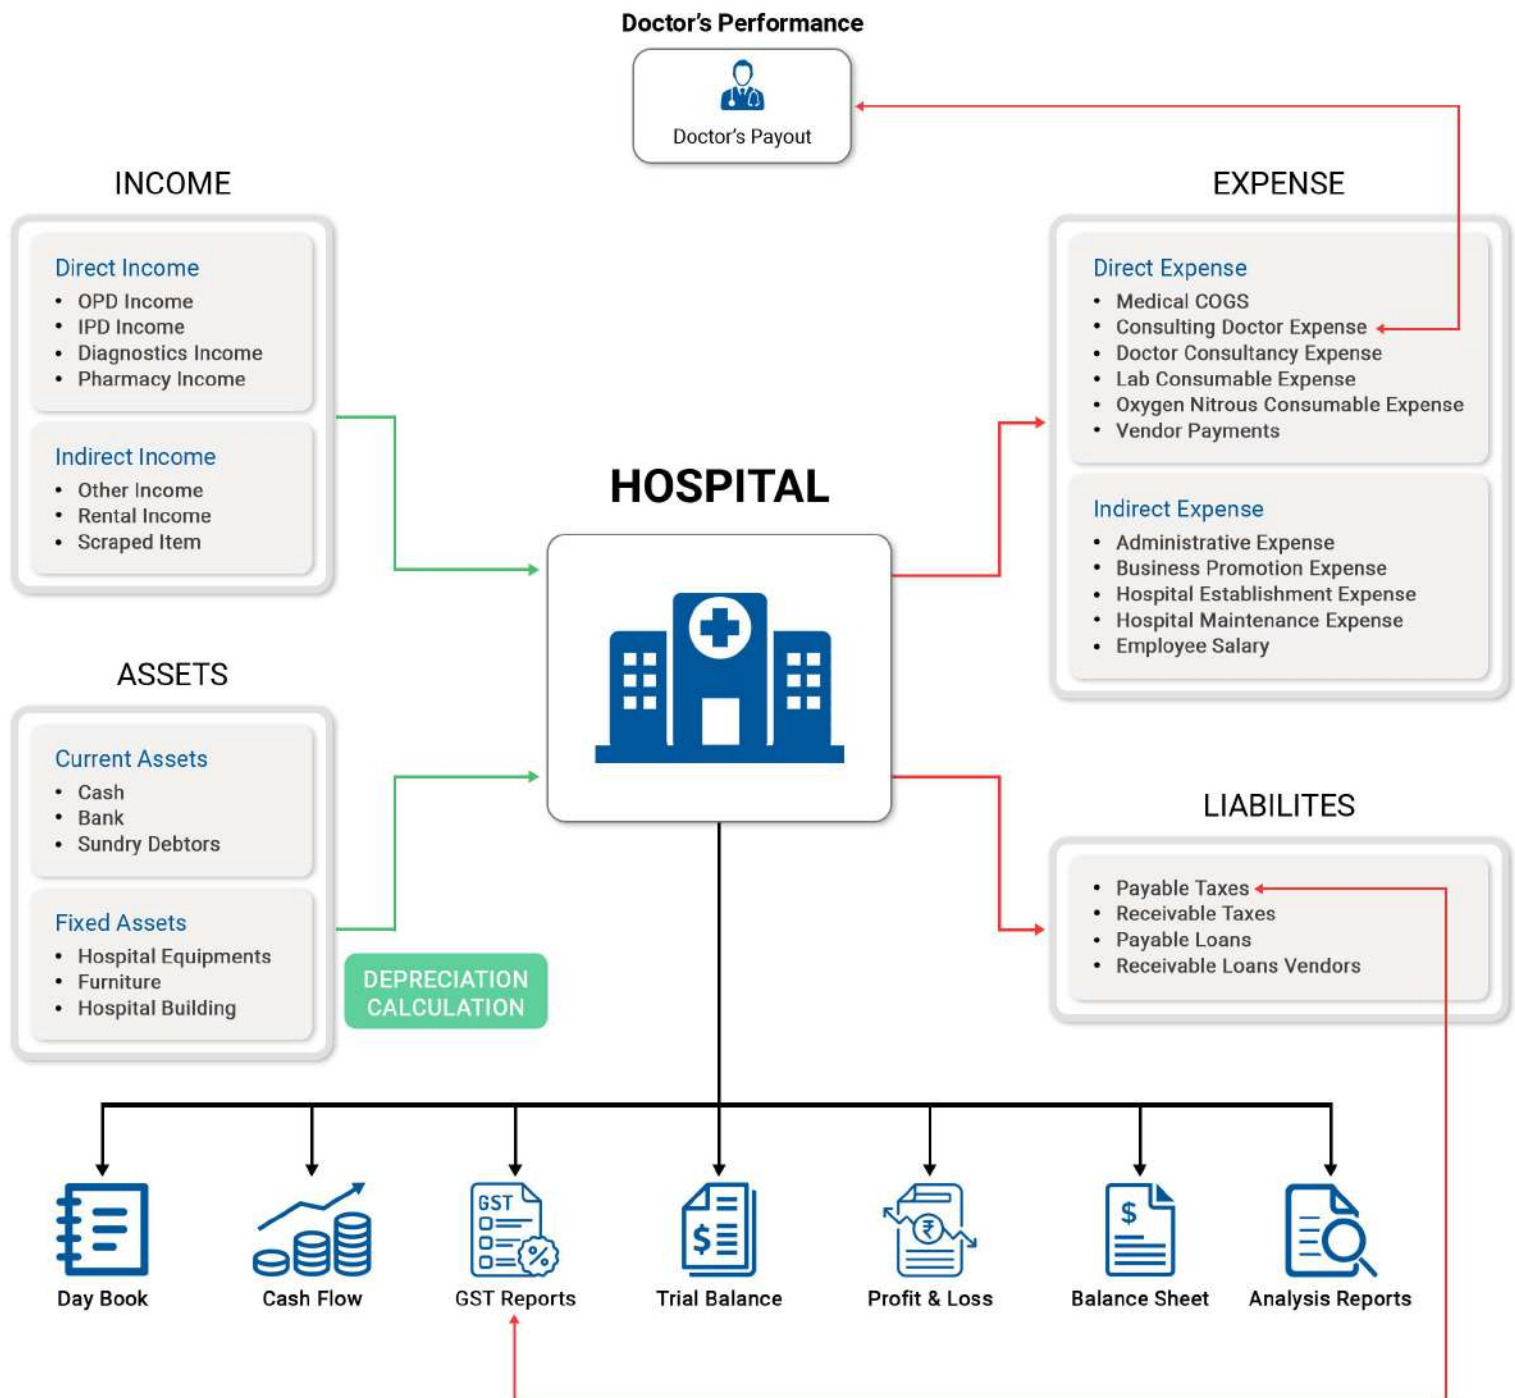 Doctor's Performance
Doctor's Payout
INCOME
Direct Income
• OPD Income
• IPD Income
• Diagnostics Income
• Pharmacy Income
Indirect Income
• Other Income
• Rental Income
• Scraped Item
ASSETS
Current Assets
• Cash
• Bank
• Sundry Debtors
Fixed Assets
• Hospital Equipments
• Furniture
• Hospital Building
DEPRECIATION
CALCULATION
HOSPITAL
EXPENSE
Direct Expense
• Medical COGS
• Consulting Doctor Expense
• Doctor Consultancy Expense
• Lab Consumable Expense
• Oxygen Nitrous Consumable Expense
• Vendor Payments
Indirect Expense
• Administrative Expense
• Business Promotion Expense
• Hospital Establishment Expense
• Hospital Maintenance Expense
• Employee Salary
LIABILITES
• Payable Taxes
• Receivable Taxes
• Payable Loans
• Receivable Loans Vendors
GST
%
$
₹
$
Day Book
Cash Flow
GST Reports
Trial Balance
Profit & Loss
Balance Sheet
Analysis Reports